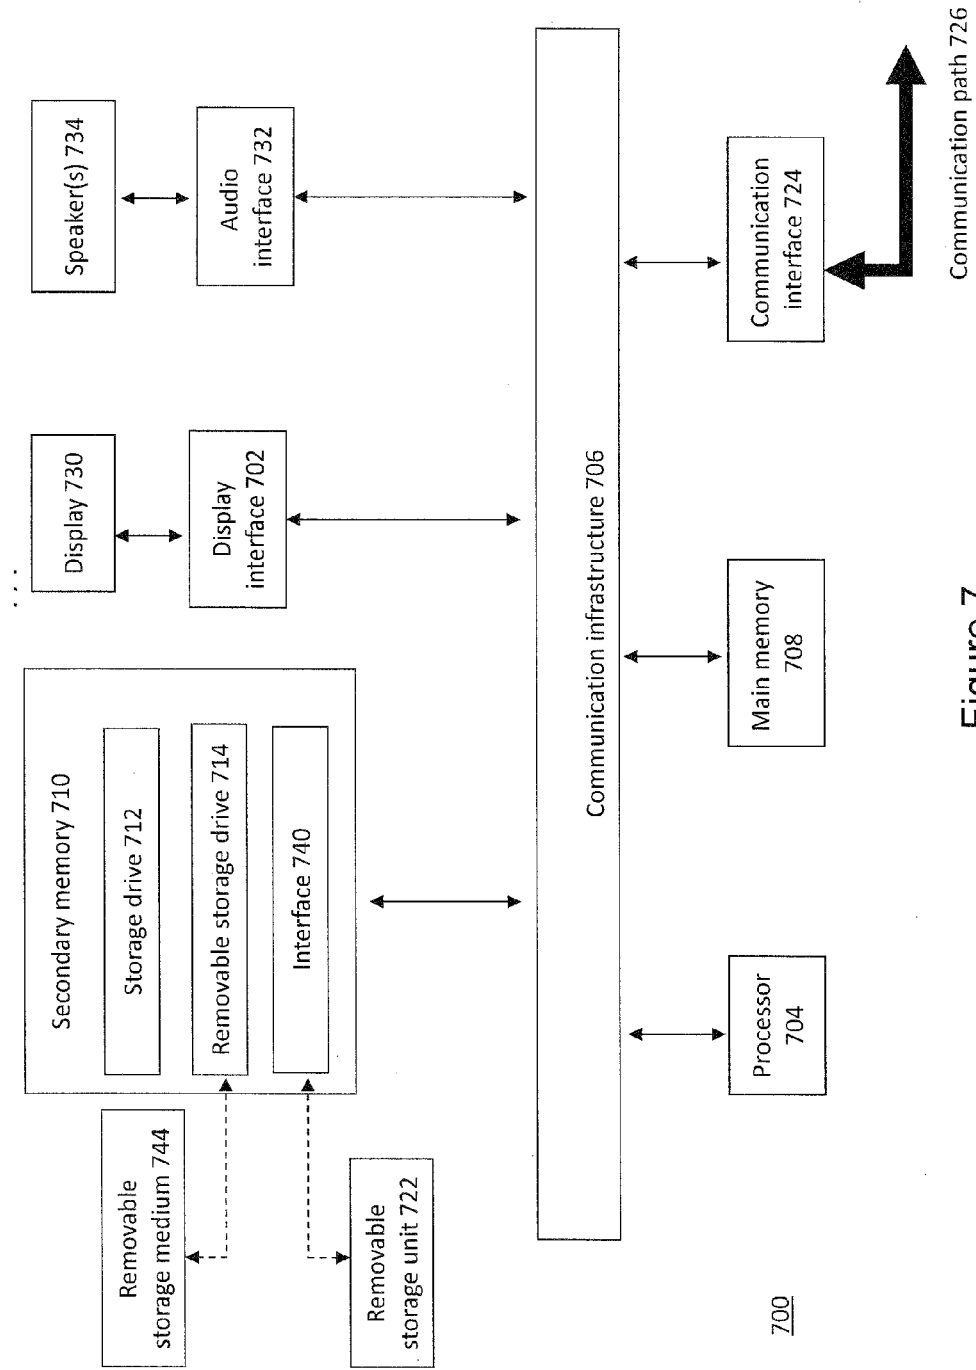 Removable
storage medium 744
Removable
storage unit 722
Secondary memory 710
Storage drive 712
Removable storage drive 714
Interface 740
Display 730
Display
interface 702
Speaker(s) 734
Audio
interface 732
Communication infrastructure 706
Processor
704
Main memory
708
Communication
interface 724
Communication path 726
700
Figure 7